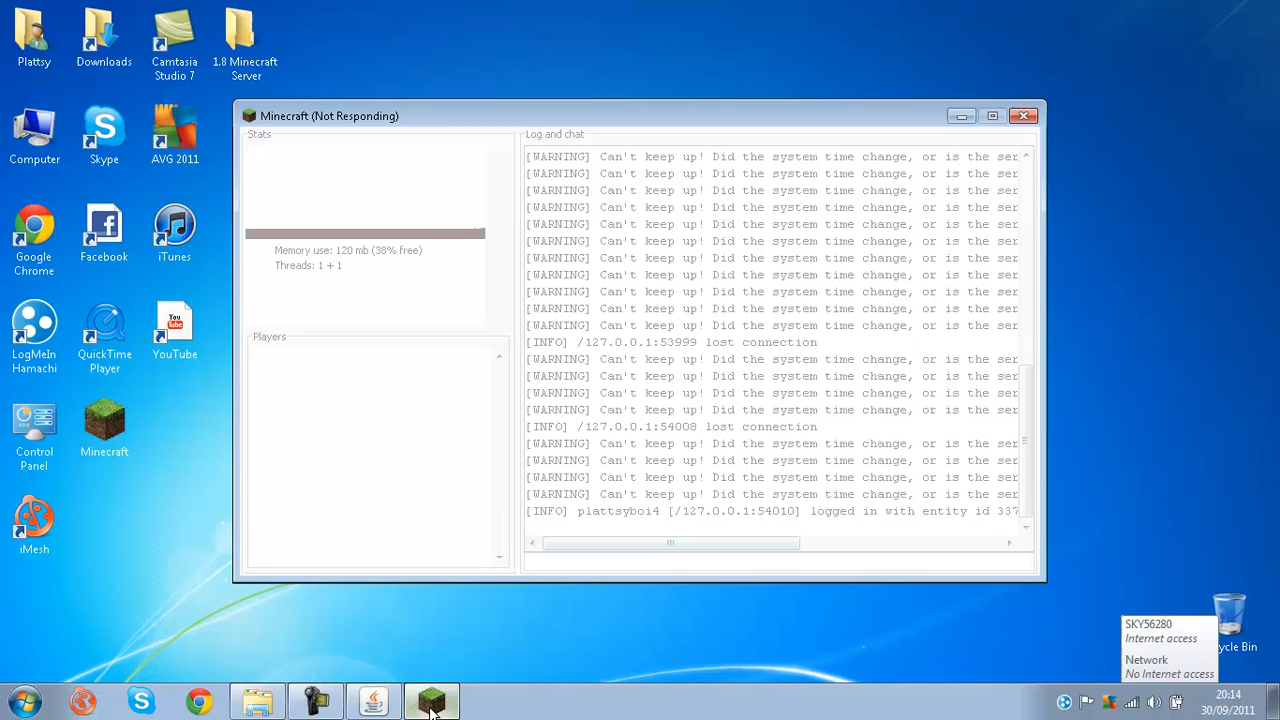 Plattsy
Downloads
Camtasia Studio 7
1.8 Minecraft Server
Computer
Skype
AVG 2011
Google Chrome
Facebook
iTunes
LogMeIn Hamachi
QuickTime Player
You Tube
YouTube
Control Panel
Minecraft
iMesh
Minecraft (Not Responding)
Stats
Memory use: 120 mb (38% free)
Threads: 1 + 1
Players
Log and chat
[WARNING] Can't keep up! Did the system time change, or is the ser
[WARNING] Can't keep up! Did the system time change, or is the ser
[WARNING] Can't keep up! Did the system time change, or is the ser
[WARNING] Can't keep up! Did the system time change, or is the ser
[WARNING] Can't keep up! Did the system time change, or is the ser
[WARNING] Can't keep up! Did the system time change, or is the ser
[WARNING] Can't keep up! Did the system time change, or is the ser
[WARNING] Can't keep up! Did the system time change, or is the ser
[WARNING] Can't keep up! Did the system time change, or is the ser
[WARNING] Can't keep up! Did the system time change, or is the ser
[WARNING] Can't keep up! Did the system time change, or is the ser
[INFO] /127.0.0.1:53999 lost connection
[WARNING] Can't keep up! Did the system time change, or is the ser
[WARNING] Can't keep up! Did the system time change, or is the ser
[WARNING] Can't keep up! Did the system time change, or is the ser
[WARNING] Can't keep up! Did the system time change, or is the ser
[INFO] /127.0.0.1:54008 lost connection
[WARNING] Can't keep up! Did the system time change, or is the ser
[WARNING] Can't keep up! Did the system time change, or is the ser
[WARNING] Can't keep up! Did the system time change, or is the ser
[WARNING] Can't keep up! Did the system time change, or is the ser
[INFO] plattsyboi4 [/127.0.0.1:54010] logged in with entity id 337
SKY56280
Internet access
Network
No Internet access
ycle Bin
20:14
30/09/2011